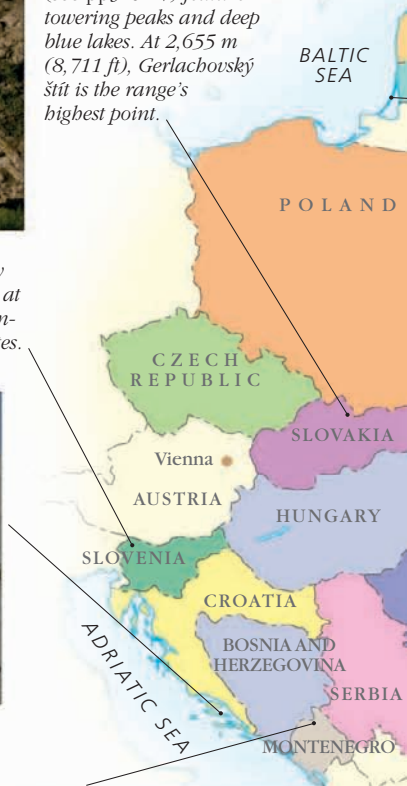 towering peaks and deep
blue lakes. At 2,655 m
(8,711 ft), Gerlachovský
štít is the range's
highest point.
BALTIC
SEA
POLAND
at
es.
CZECH
REPUBLIC
SLOVAKIA
Vienna
AUSTRIA
HUNGARY
SLOVENIA
CROATIA
ADRIATIC SEA
BOSNIA AND
HERZEGOVINA
SERBIA
MONTENEGRO